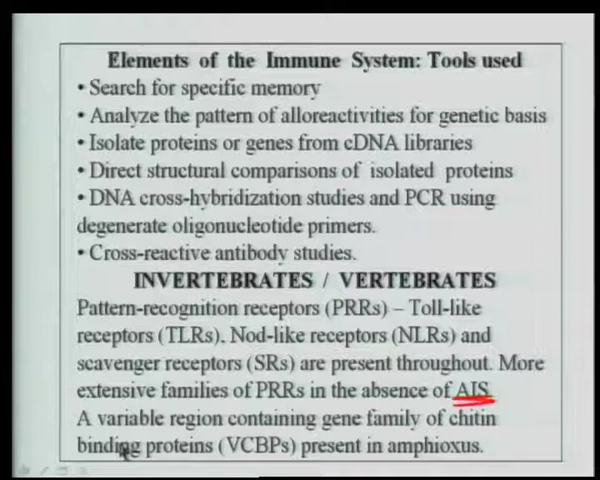 Elements of the Immune System: Tools used
• Search for specific memory
• Analyze the pattern of alloreactivities for genetic basis
• Isolate proteins or genes from cDNA libraries
• Direct structural comparisons of isolated proteins
• DNA cross-hybridization studies and PCR using
degenerate oligonucleotide primers.
• Cross-reactive antibody studies.
INVERTEBRATES / VERTEBRATES
Pattern-recognition receptors (PRRs) – Toll-like
receptors (TLRs), Nod-like receptors (NLRs) and
scavenger receptors (SRs) are present throughout. More
extensive families of PRRs in the absence of AIS
A variable region containing gene family of chitin
binding proteins (VCBPs) present in amphioxus.